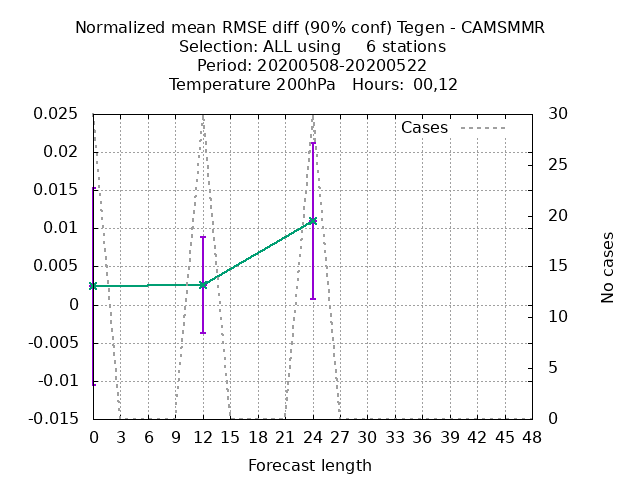 Normalized mean RMSE diff (90% conf) Tegen - CAMSMMR
Selection: ALL using     6 stations
Period: 20200508-20200522
Temperature 200hPa   Hours:  00,12
Cases
0.025
0.02
0.015
0.01
0.005
0
-0.005
-0.01
-0.015
30
25
20
15
10
5
0
No cases
0 3 6 9 12 15 18 21 24 27 30 33 36 39 42 45 48
Forecast length